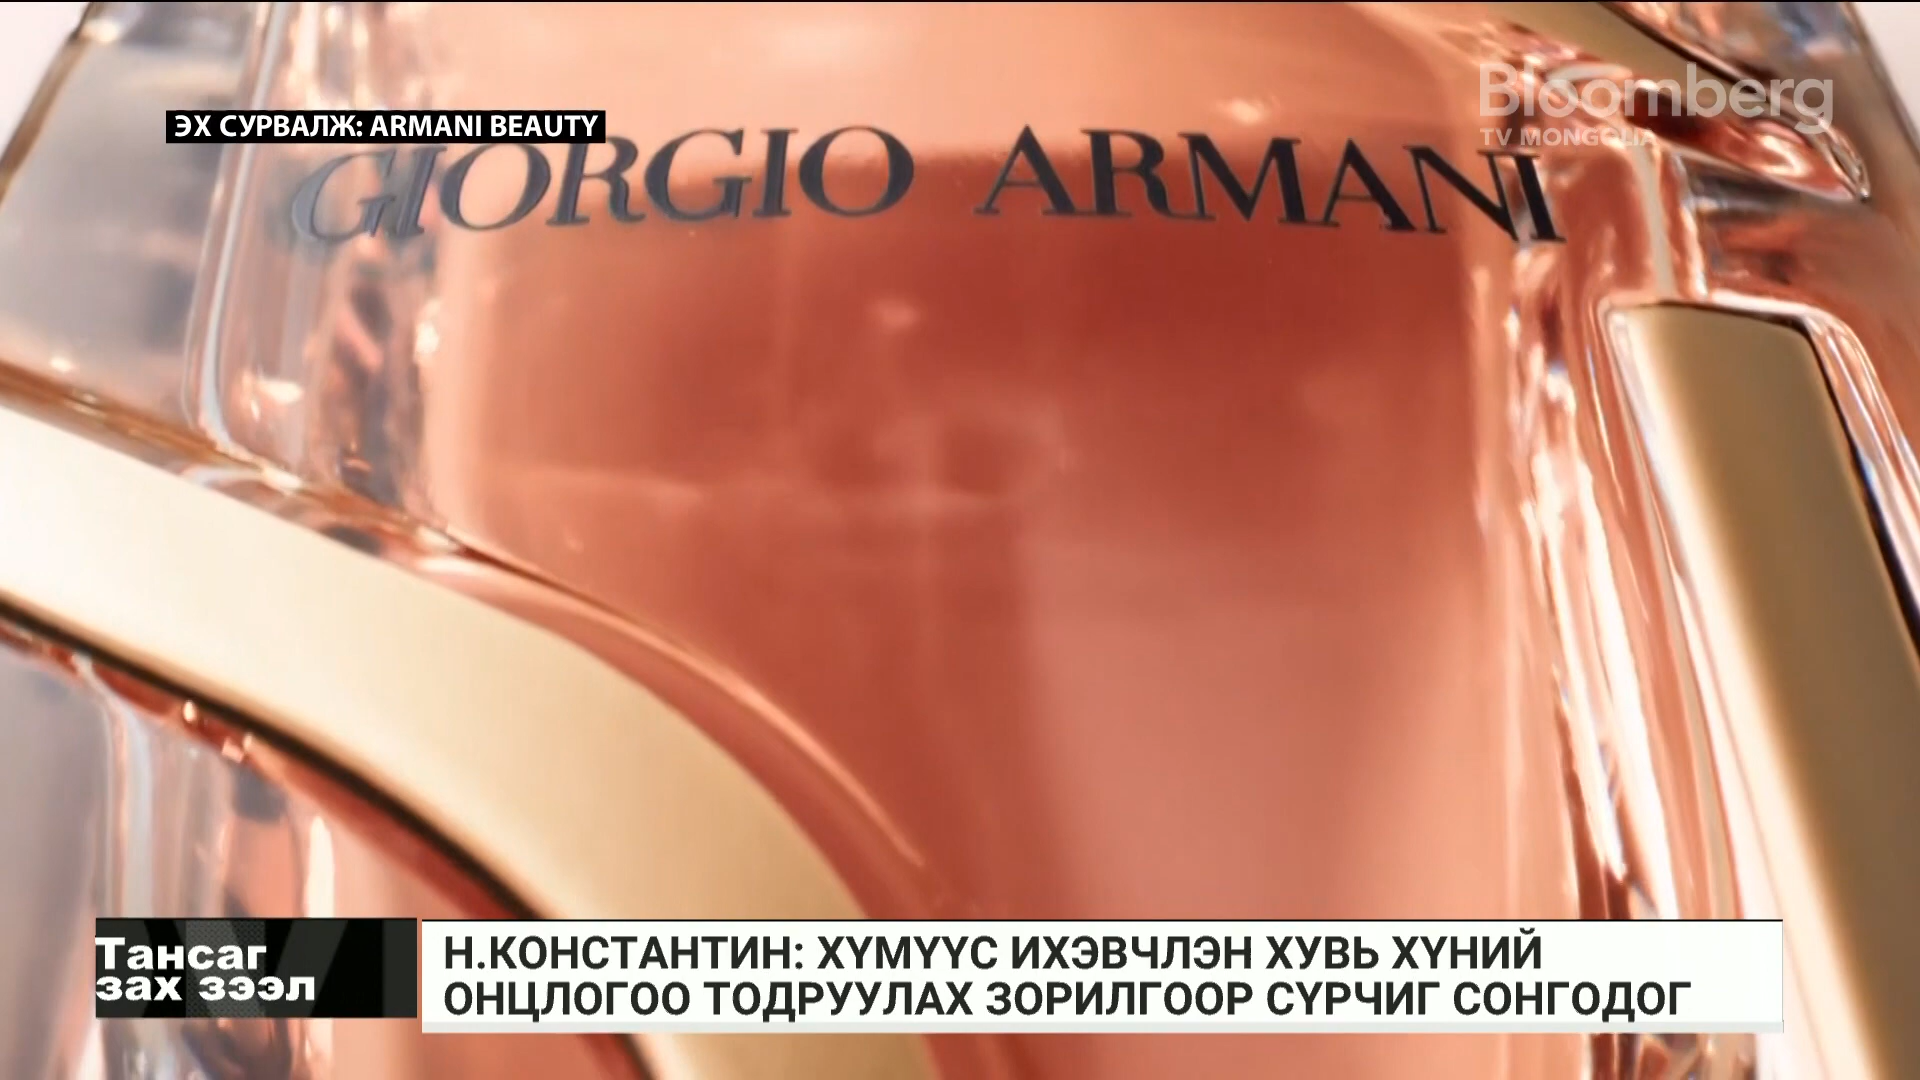 Bloomberg
TV MONGOLIA
ЭХ СУРВАЛЖ: ARMANI BEAUTY
GIORGIO ARMANI
Тансаг
зах зээл
Н.КОНСТАНТИН: ХҮМҮҮС ИХЭВЧЛЭН ХУВЬ ХҮНИЙ
ОНЦЛОГОО ТОДРУУЛАХ ЗОРИЛГООР СҮРЧИГ СОНГОДОГ